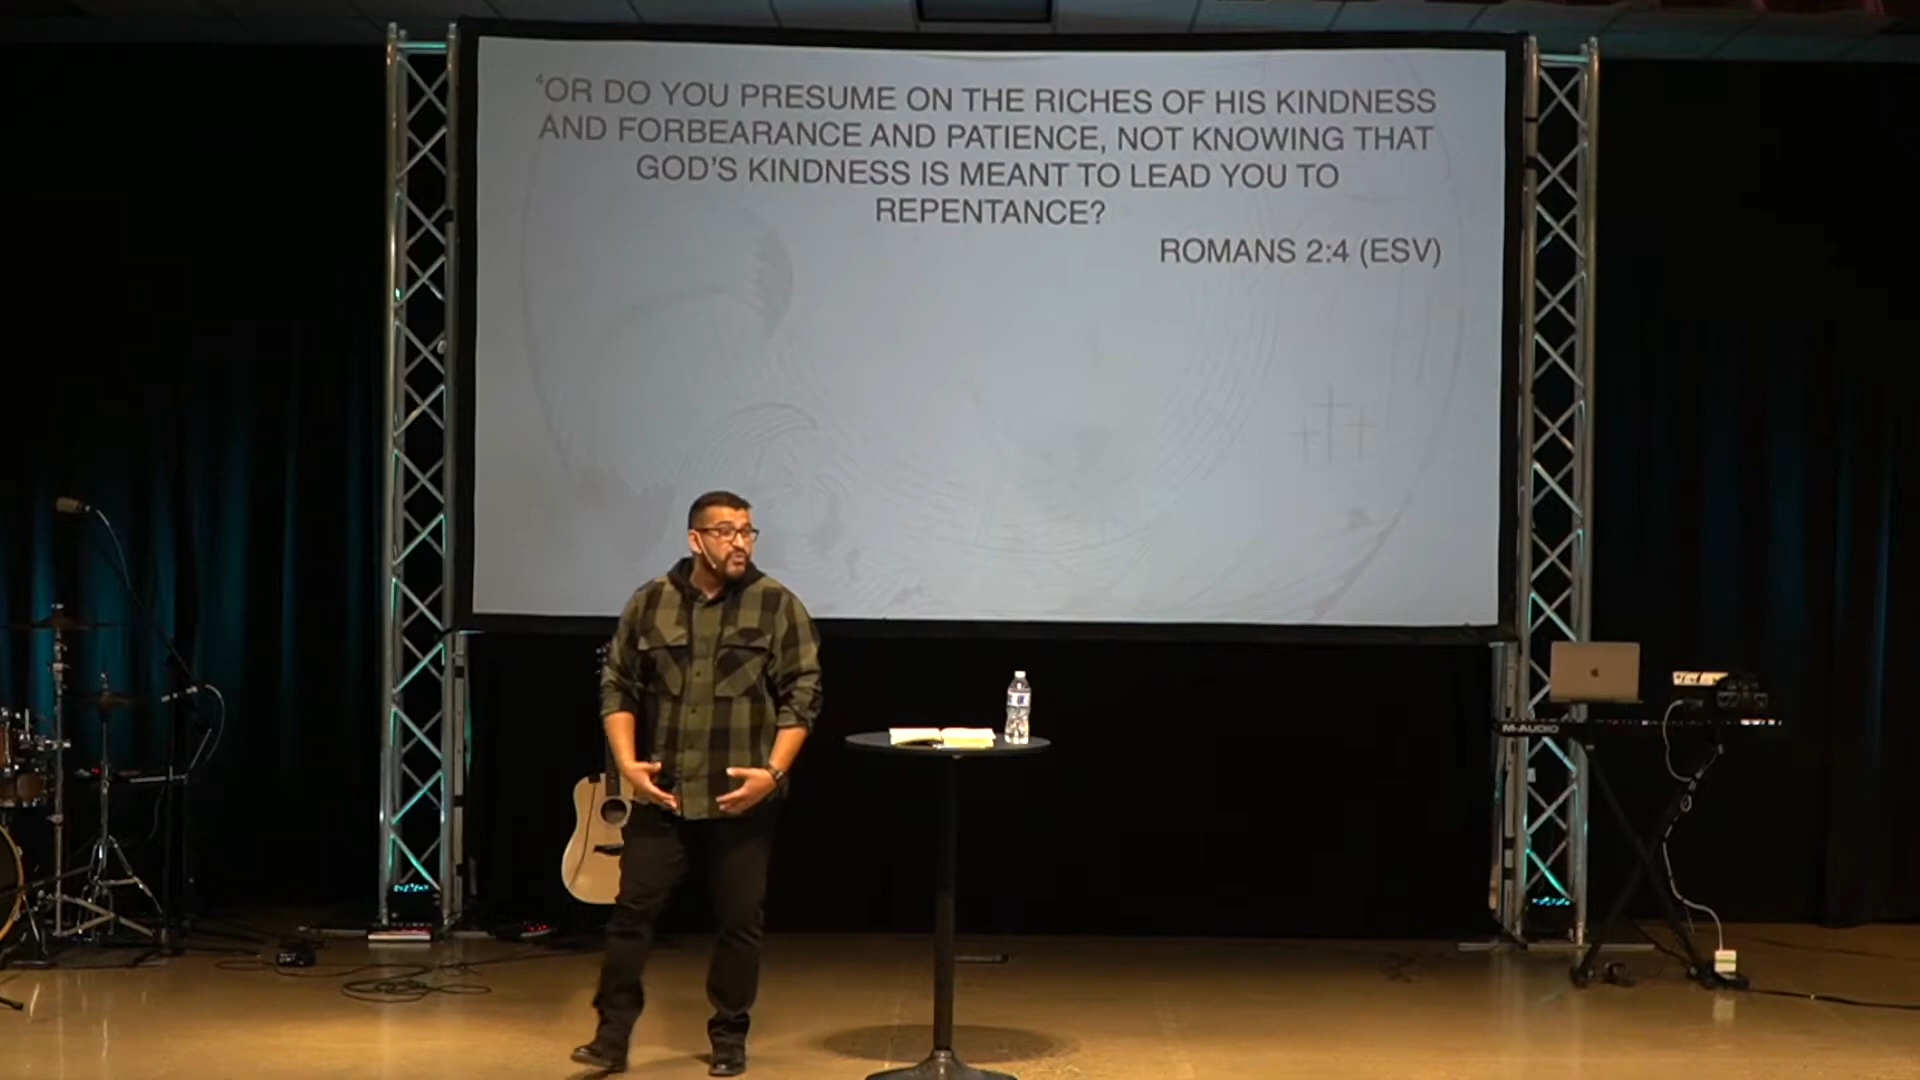 ⁴OR DO YOU PRESUME ON THE RICHES OF HIS KINDNESS
AND FORBEARANCE AND PATIENCE, NOT KNOWING THAT
GOD'S KINDNESS IS MEANT TO LEAD YOU TO
REPENTANCE?
ROMANS 2:4 (ESV)
M-AUDIO